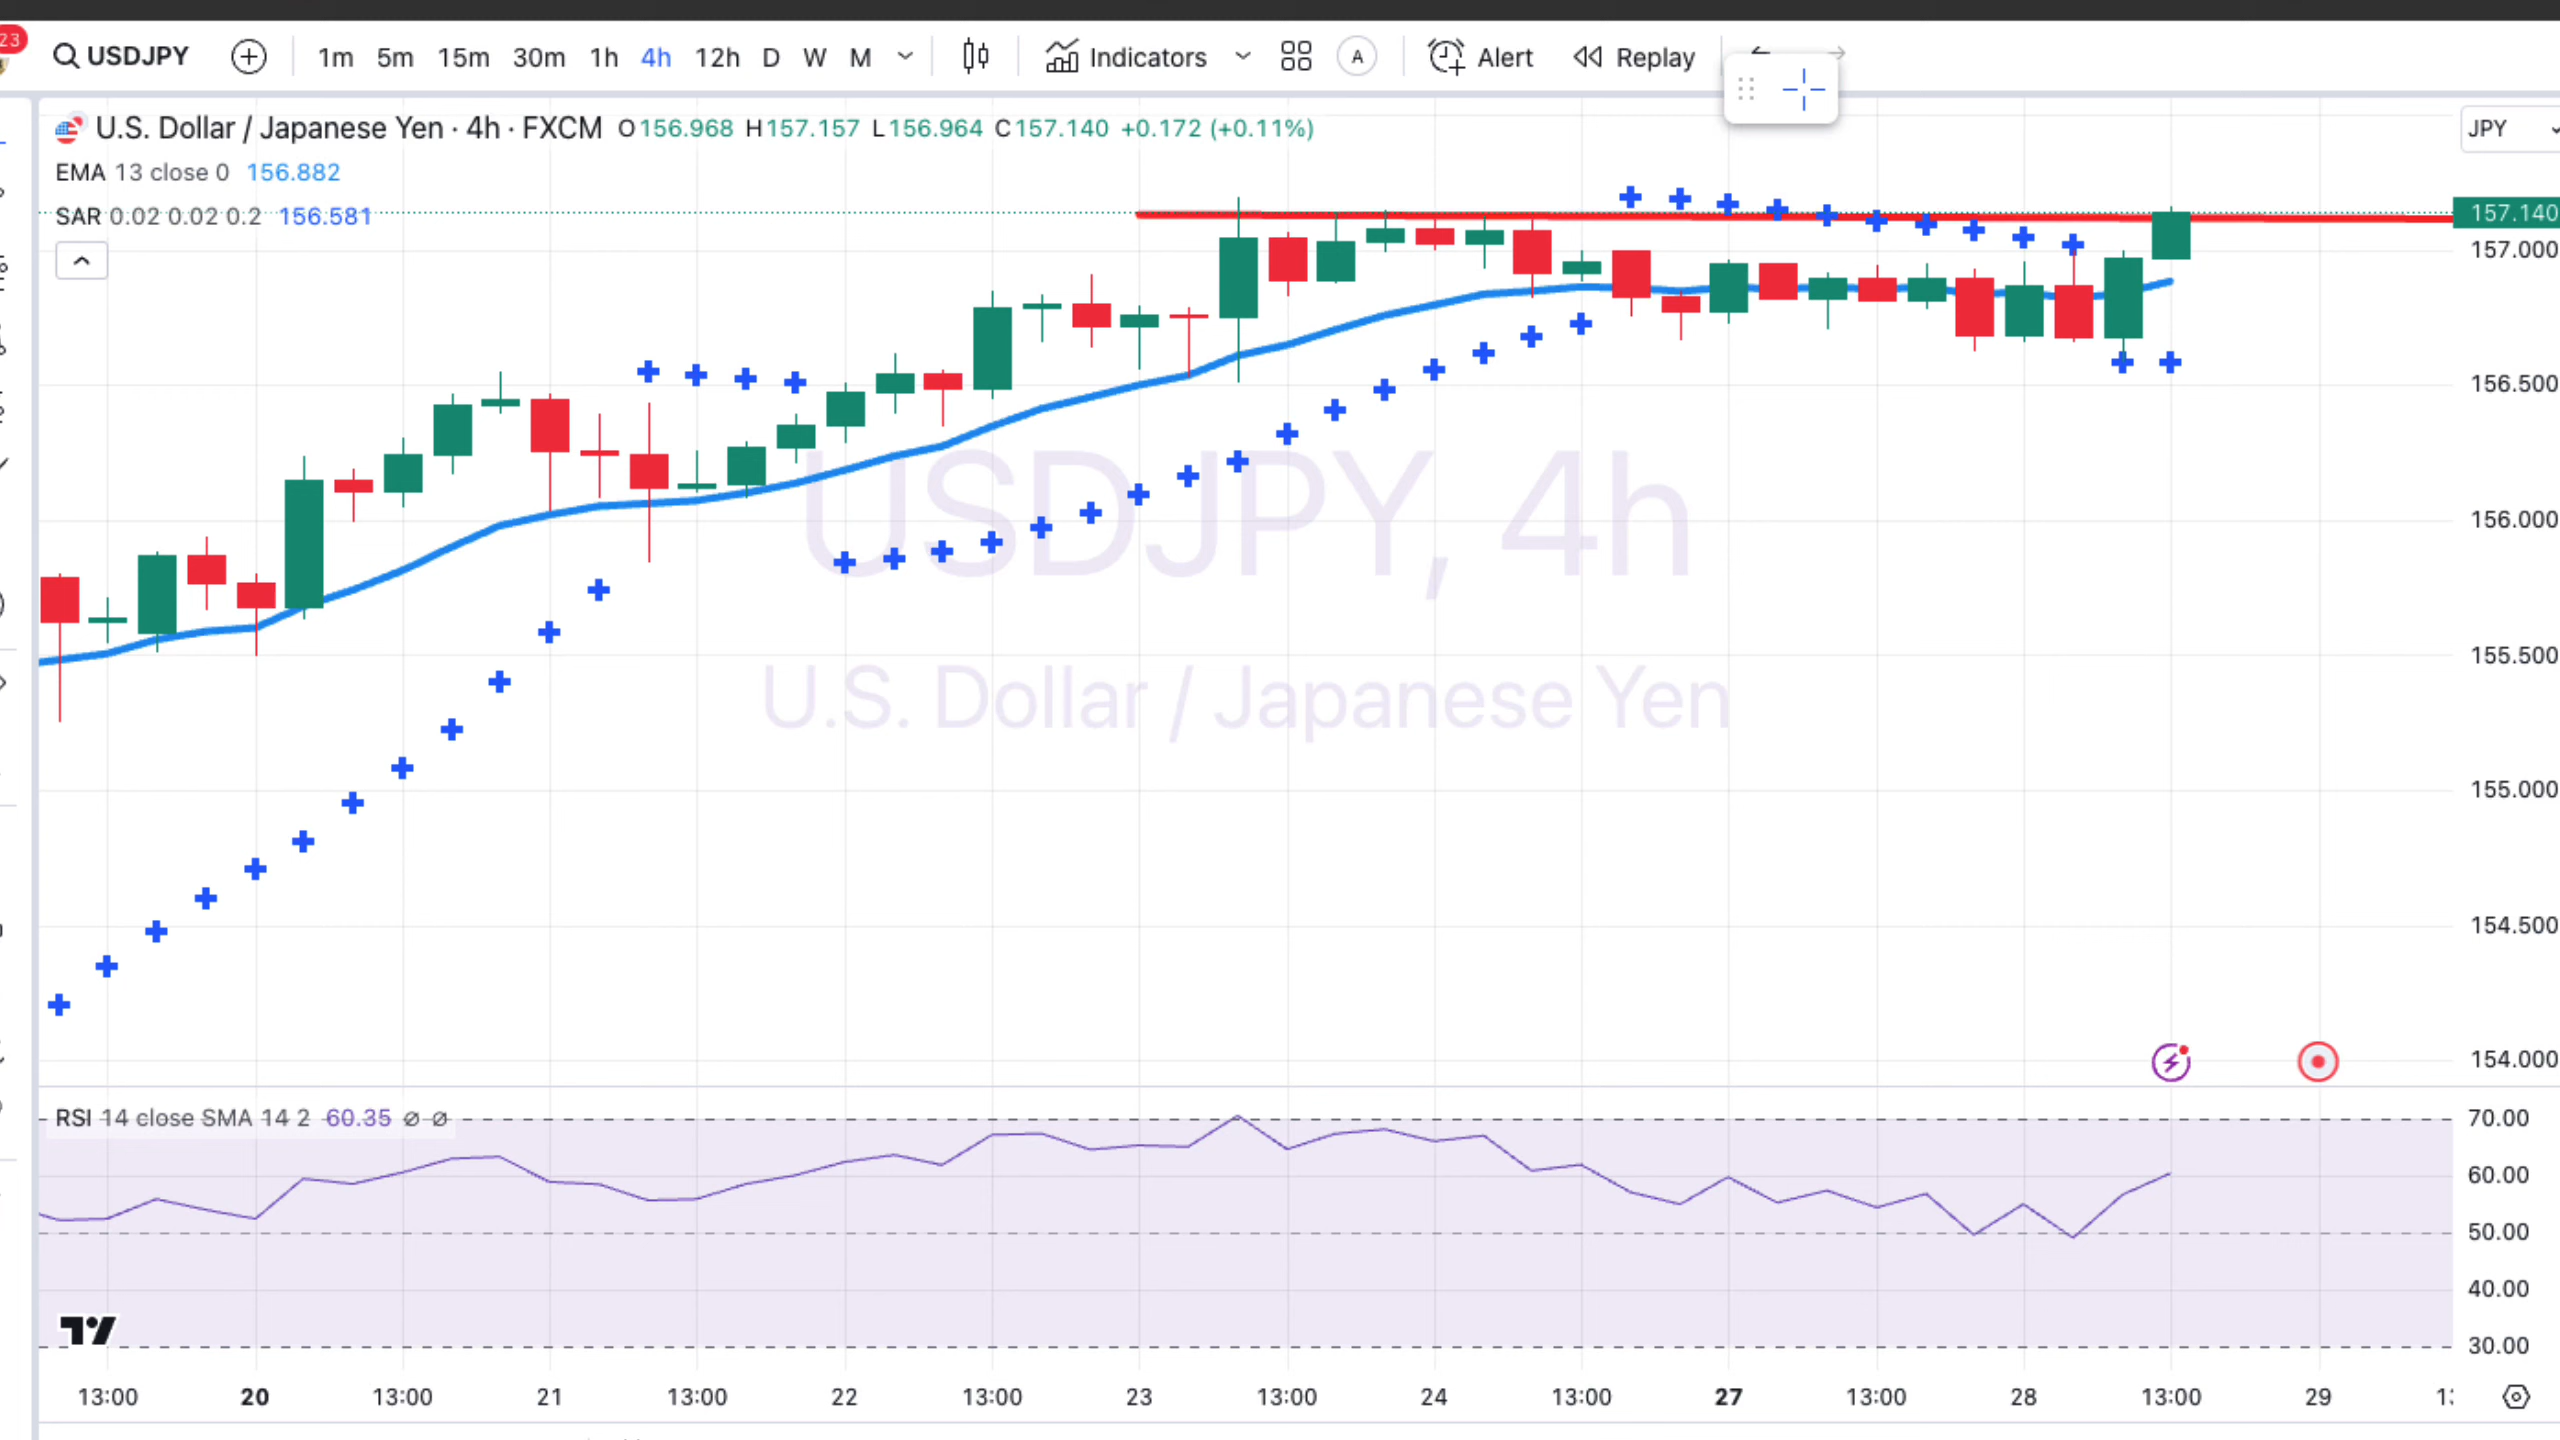 23
USDJPY 1m 5m 15m 30m 1h 4h 12h D W M Indicators A Alert Replay
U.S. Dollar / Japanese Yen · 4h · FXCM O156.968 H157.157 L156.964 C157.140 +0.172 (+0.11%)
JPY
EMA 13 close 0 156.882
SAR 0.02 0.02 0.2 156.581
157.140
157.000
156.500
156.000
155.500
155.000
154.500
154.000
USDJPY, 4h
U.S. Dollar / Japanese Yen
RSI 14 close SMA 14 2 60.35 ∅ ∅
70.00
60.00
50.00
40.00
30.00
13:00 20 13:00 21 13:00 22 13:00 23 13:00 24 13:00 27 13:00 28 13:00 29